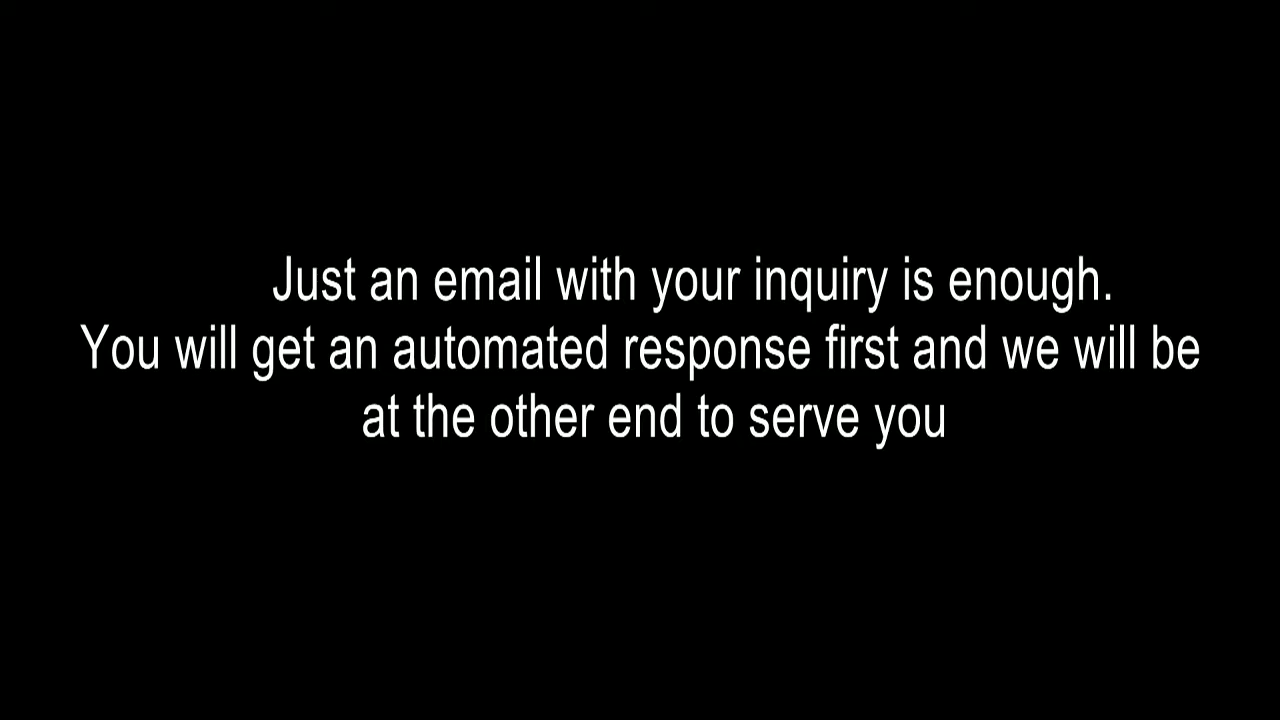 Just an email with your inquiry is enough.
You will get an automated response first and we will be
at the other end to serve you